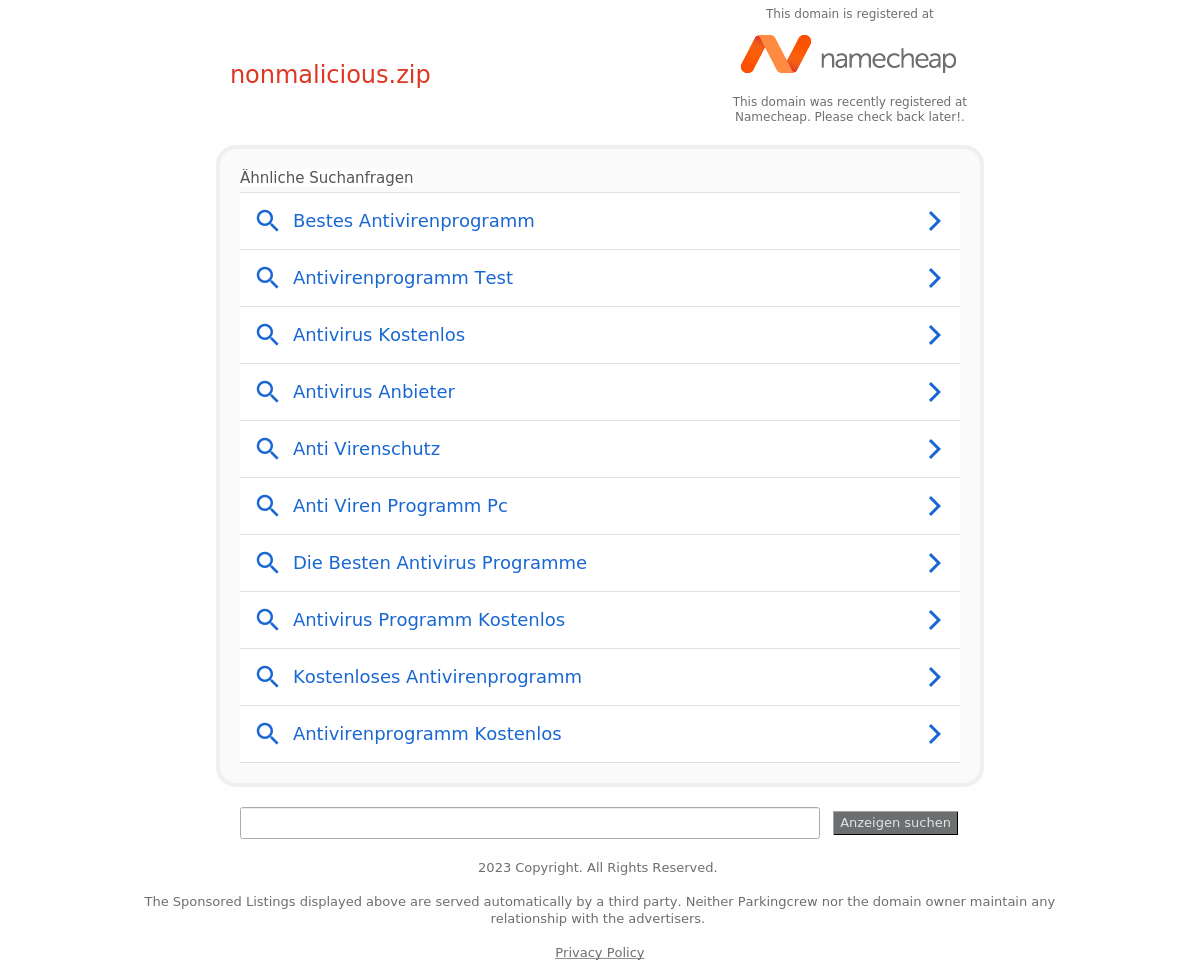 This domain is registered at
namecheap
nonmalicious.zip
This domain was recently registered at
Namecheap. Please check back later!.
Ähnliche Suchanfragen
Bestes Antivirenprogramm
Antivirenprogramm Test
Antivirus Kostenlos
Antivirus Anbieter
Anti Virenschutz
Anti Viren Programm Pc
Die Besten Antivirus Programme
Antivirus Programm Kostenlos
Kostenloses Antivirenprogramm
Antivirenprogramm Kostenlos
Anzeigen suchen
2023 Copyright. All Rights Reserved.
The Sponsored Listings displayed above are served automatically by a third party. Neither Parkingcrew nor the domain owner maintain any
relationship with the advertisers.
Privacy Policy